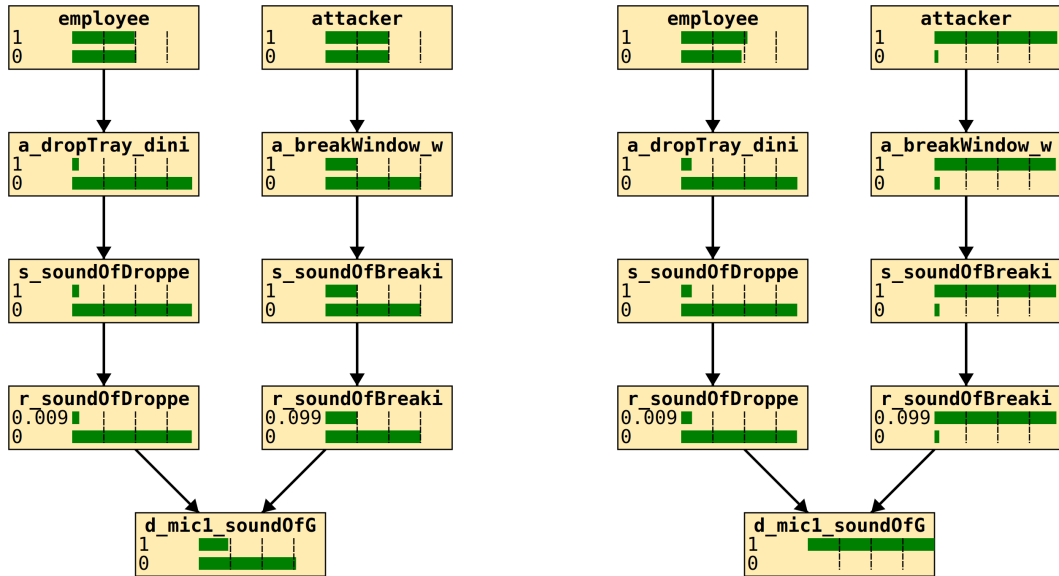 employee
1
0
attacker
1
0
a_dropTray_dini
1
0
a_breakWindow_w
1
0
s_soundOfDroppe
1
0
s_soundOfBreaki
1
0
r_soundOfDroppe
0.009
0
r_soundOfBreaki
0.099
0
d_mic1_soundOfG
1
0
employee
1
0
attacker
1
0
a_dropTray_dini
1
0
a_breakWindow_w
1
0
s_soundOfDroppe
1
0
s_soundOfBreaki
1
0
r_soundOfDroppe
0.009
0
r_soundOfBreaki
0.099
0
d_mic1_soundOfG
1
0